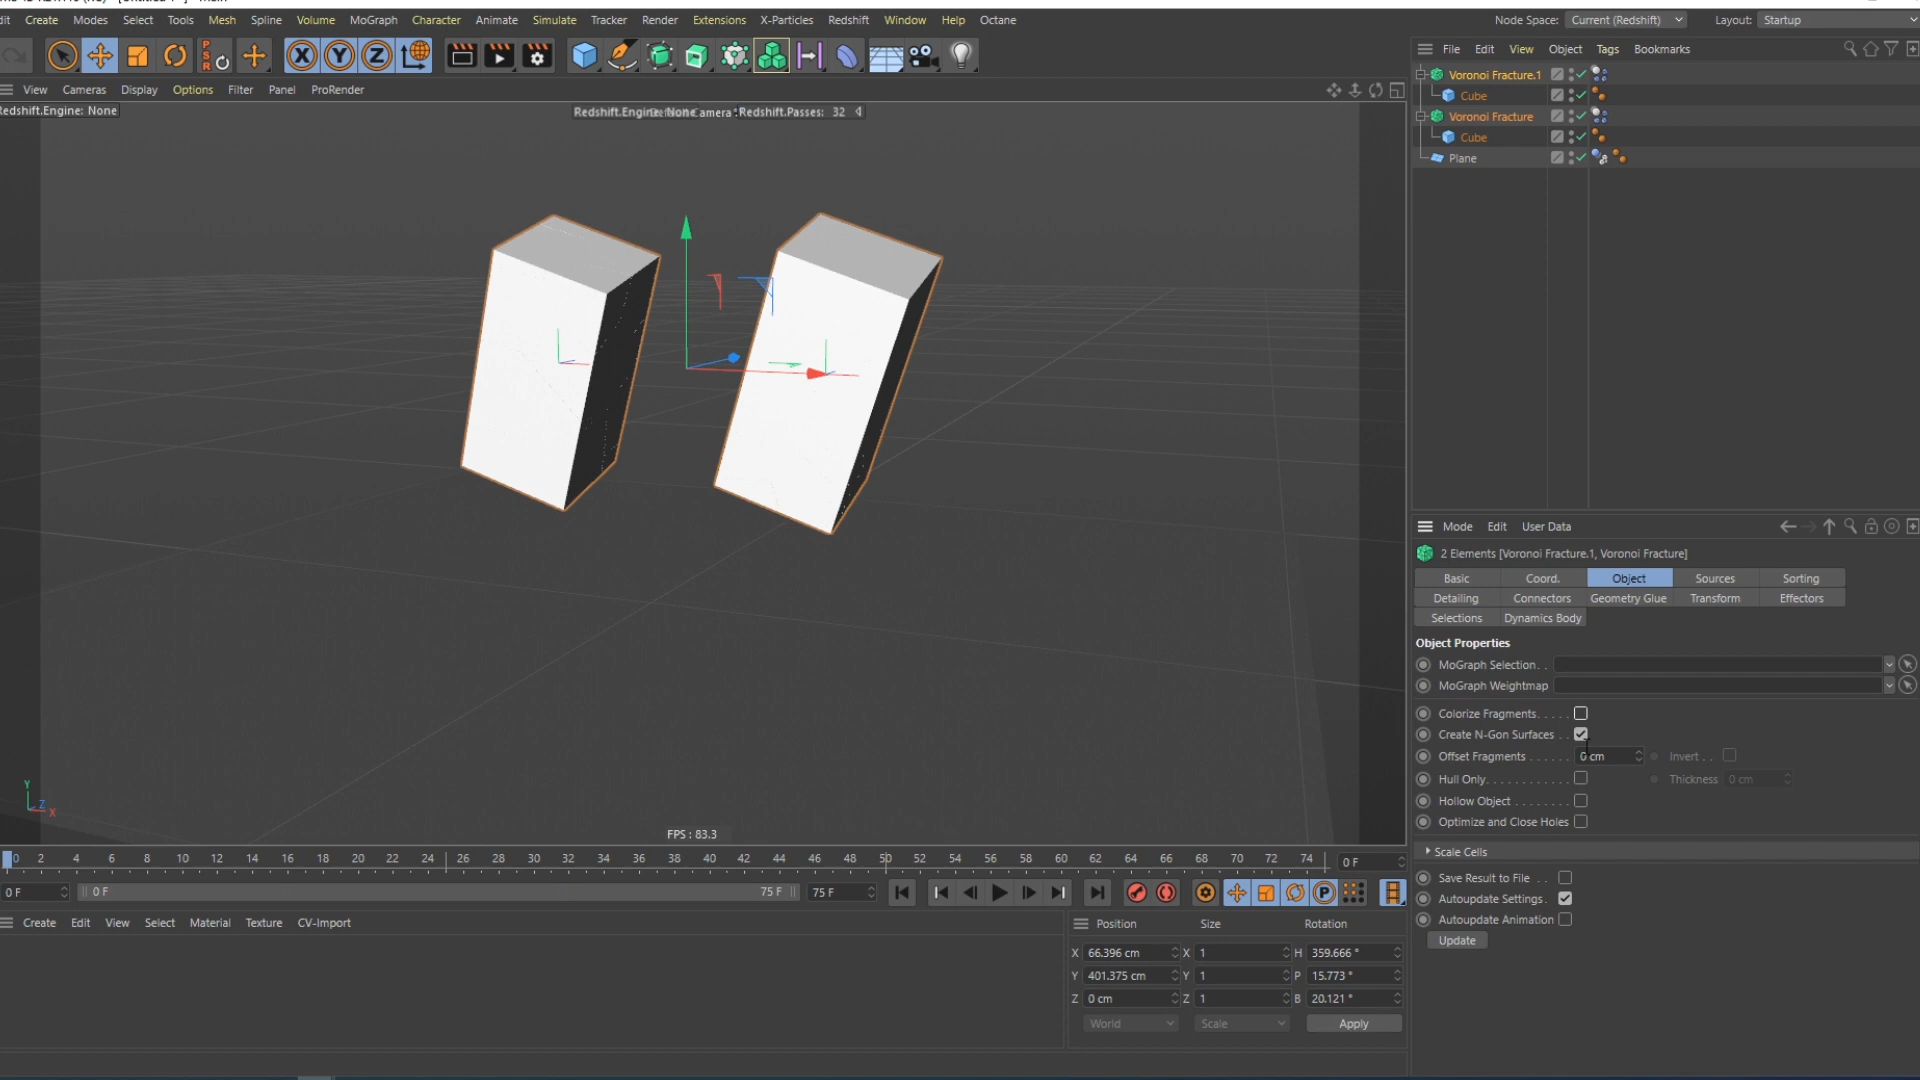 dit Create Modes Select Tools Mesh Spline Volume MoGraph Character Animate Simulate Tracker Render Extensions X-Particles Redshift Window Help Octane Node Space: Current (Redshift) Layout: Startup
PSR X Y Z File Edit View Object Tags Bookmarks
View Cameras Display Options Filter Panel ProRender
Redshift.Engine: None Redshift.Engine: None Camera Redshift.Passes: 32
Voronoi Fracture.1
Cube
Voronoi Fracture
Cube
Plane
Mode Edit User Data
2 Elements [Voronoi Fracture.1, Voronoi Fracture]
Basic Coord. Object Sources Sorting
Detailing Connectors Geometry Glue Transform Effectors
Selections Dynamics Body
Object Properties
MoGraph Selection. .
MoGraph Weightmap
Colorize Fragments. . . . .
Create N-Gon Surfaces . .
Offset Fragments . . . . . . 0 cm Invert . .
Hull Only. . . . . . . . . . . . Thickness 0 cm
Hollow Object . . . . . . . .
Optimize and Close Holes
Y Z X
FPS : 83.3
0 2 4 6 8 10 12 14 16 18 20 22 24 26 28 30 32 34 36 38 40 42 44 46 48 50 52 54 56 58 60 62 64 66 68 70 72 74 0 F
Scale Cells
0 F 0 F 75 F 75 F P
Save Result to File . .
Autoupdate Settings.
Autoupdate Animation
Update
Create Edit View Select Material Texture CV-Import
Position Size Rotation
X 66.396 cm X 1 H 359.666 °
Y 401.375 cm Y 1 P 15.773 °
Z 0 cm Z 1 B 20.121 °
World Scale Apply